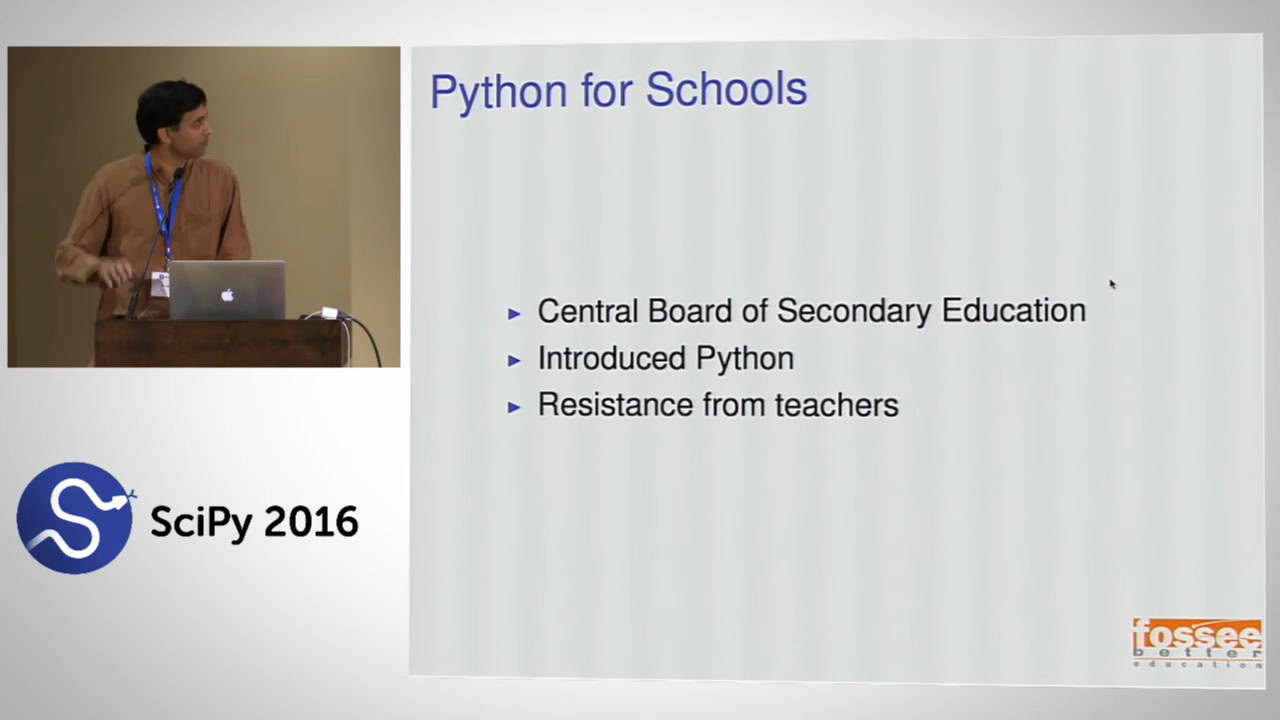 Python for Schools
Central Board of Secondary Education
Introduced Python
Resistance from teachers
SciPy 2016
fossee
better
education